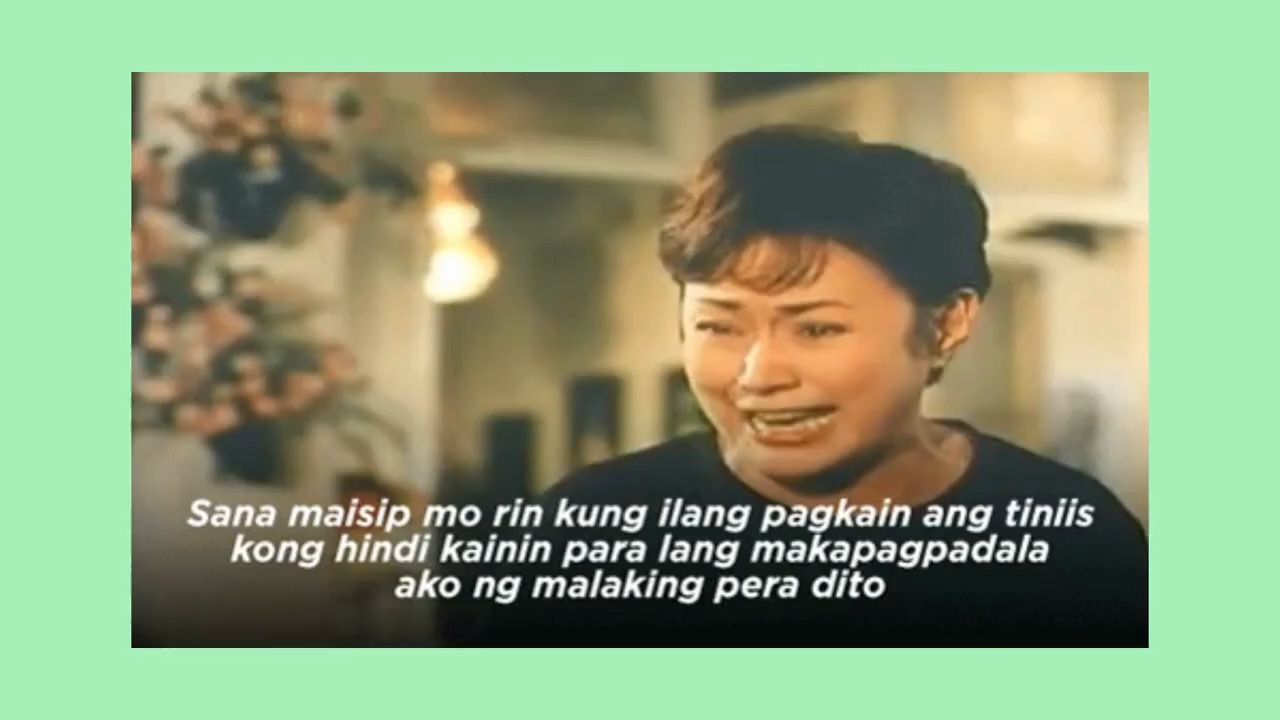 Sana maisip mo rin kung ilang pagkain ang tiniis
kong hindi kainin para lang makapagpadala
ako ng malaking pera dito